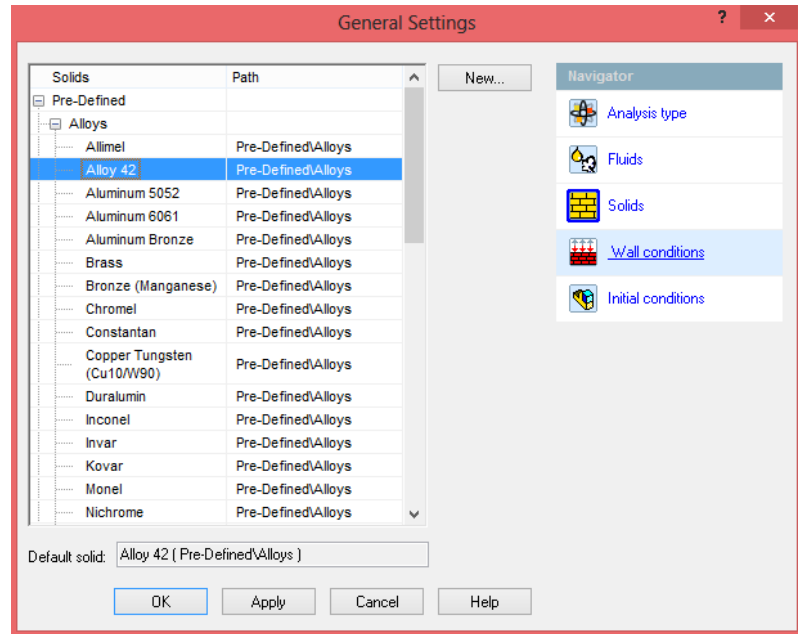 General Settings
? ×
Solids Path
New...
Navigator
Pre-Defined
Alloys
Analysis type
Allimel Pre-Defined\Alloys
Alloy 42 Pre-Defined\Alloys
Fluids
Aluminum 5052 Pre-Defined\Alloys
Aluminum 6061 Pre-Defined\Alloys
Solids
Aluminum Bronze Pre-Defined\Alloys
Brass Pre-Defined\Alloys
Wall conditions
Bronze (Manganese) Pre-Defined\Alloys
Chromel Pre-Defined\Alloys
Initial conditions
Constantan Pre-Defined\Alloys
Copper Tungsten
(Cu10/W90) Pre-Defined\Alloys
Duralumin Pre-Defined\Alloys
Inconel Pre-Defined\Alloys
Invar Pre-Defined\Alloys
Kovar Pre-Defined\Alloys
Monel Pre-Defined\Alloys
Nichrome Pre-Defined\Alloys
Default solid: Alloy 42 ( Pre-Defined\Alloys )
OK Apply Cancel Help